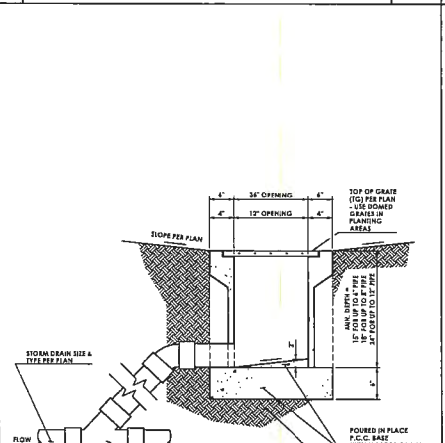 6" 36" OPENING 6"
4" 12" OPENING 4"
TOP OF GRATE
(TG) PER PLAN
- USE DOMED
GRATES IN
PLANTING
AREAS
SLOPE PER PLAN
MIN. DEPTH =
15" FOR UP TO 6" PIPE
18" FOR UP TO 8" PIPE
24" FOR UP TO 12" PIPE
2"
6"
STORM DRAIN SIZE &
TYPE PER PLAN
FLOW
POURED IN PLACE
P.C.C. BASE